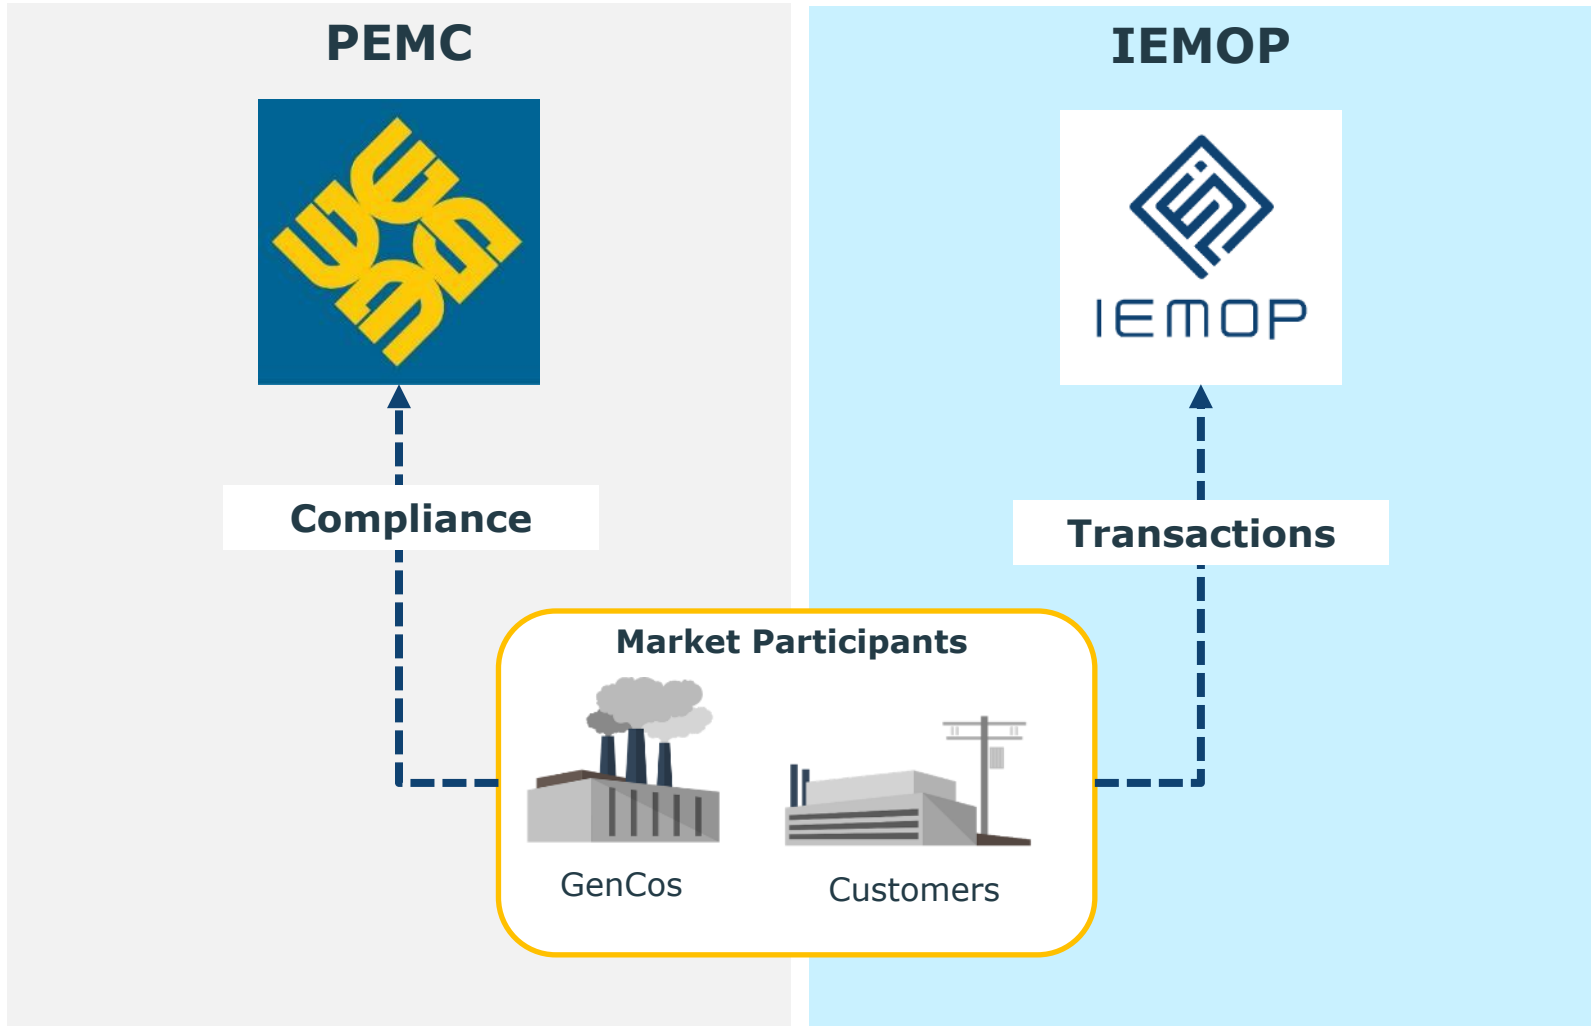 PEMC
IEMOP
IEMOP
Compliance
Transactions
Market Participants
GenCos
Customers